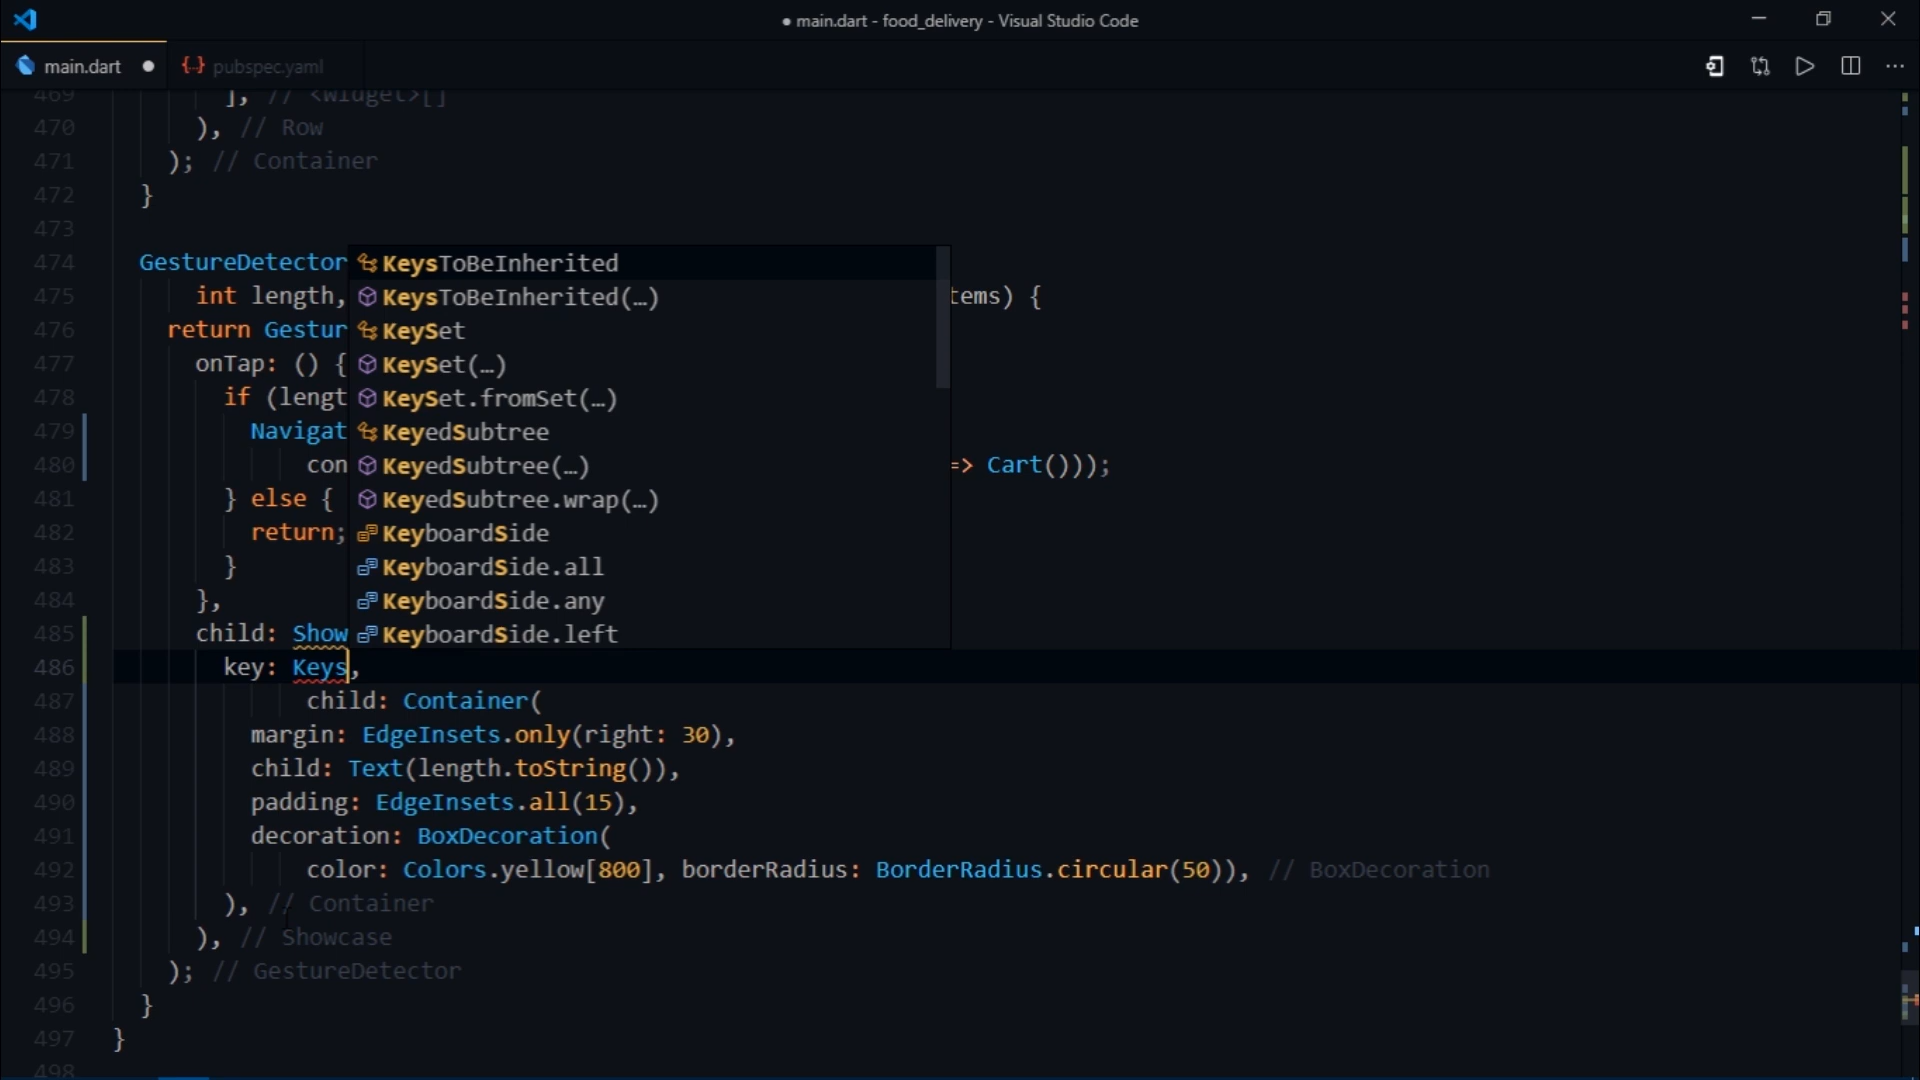 main.dart - food_delivery - Visual Studio Code
main.dart
{..} pubspec.yaml
469 ], // <Widget>[]
470 ), // Row
471 ); // Container
472 }
473
474 GestureDetector
475 int length, tems) {
476 return Gestur
477 onTap: () {
478 if (lengt
479 Navigat
480 con => Cart()));
481 } else {
482 return;
483 }
484 },
485 child: Show
486 key: Keys,
487 child: Container(
488 margin: EdgeInsets.only(right: 30),
489 child: Text(length.toString()),
490 padding: EdgeInsets.all(15),
491 decoration: BoxDecoration(
492 color: Colors.yellow[800], borderRadius: BorderRadius.circular(50)), // BoxDecoration
493 ), // Container
494 ), // Showcase
495 ); // GestureDetector
496 }
497 }
498
KeysToBeInherited
KeysToBeInherited(…)
KeySet
KeySet(…)
KeySet.fromSet(…)
KeyedSubtree
KeyedSubtree(…)
KeyedSubtree.wrap(…)
KeyboardSide
KeyboardSide.all
KeyboardSide.any
KeyboardSide.left